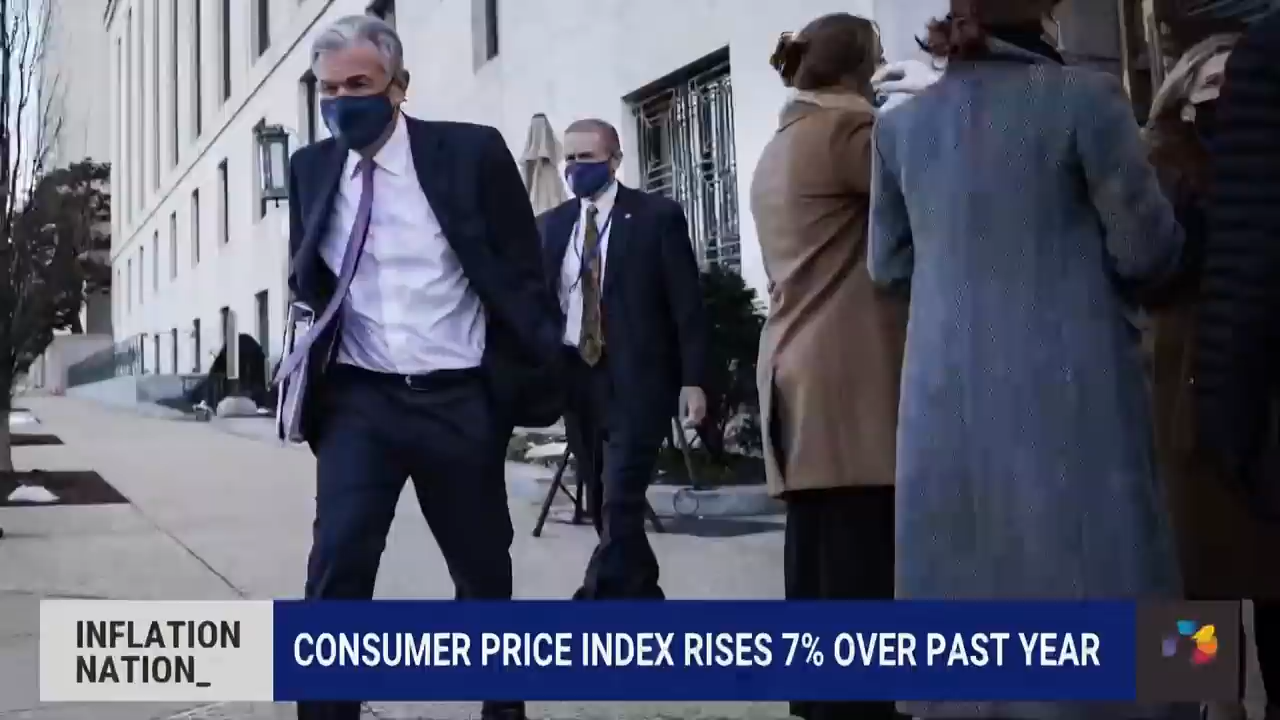 INFLATION
NATION_
CONSUMER PRICE INDEX RISES 7% OVER PAST YEAR